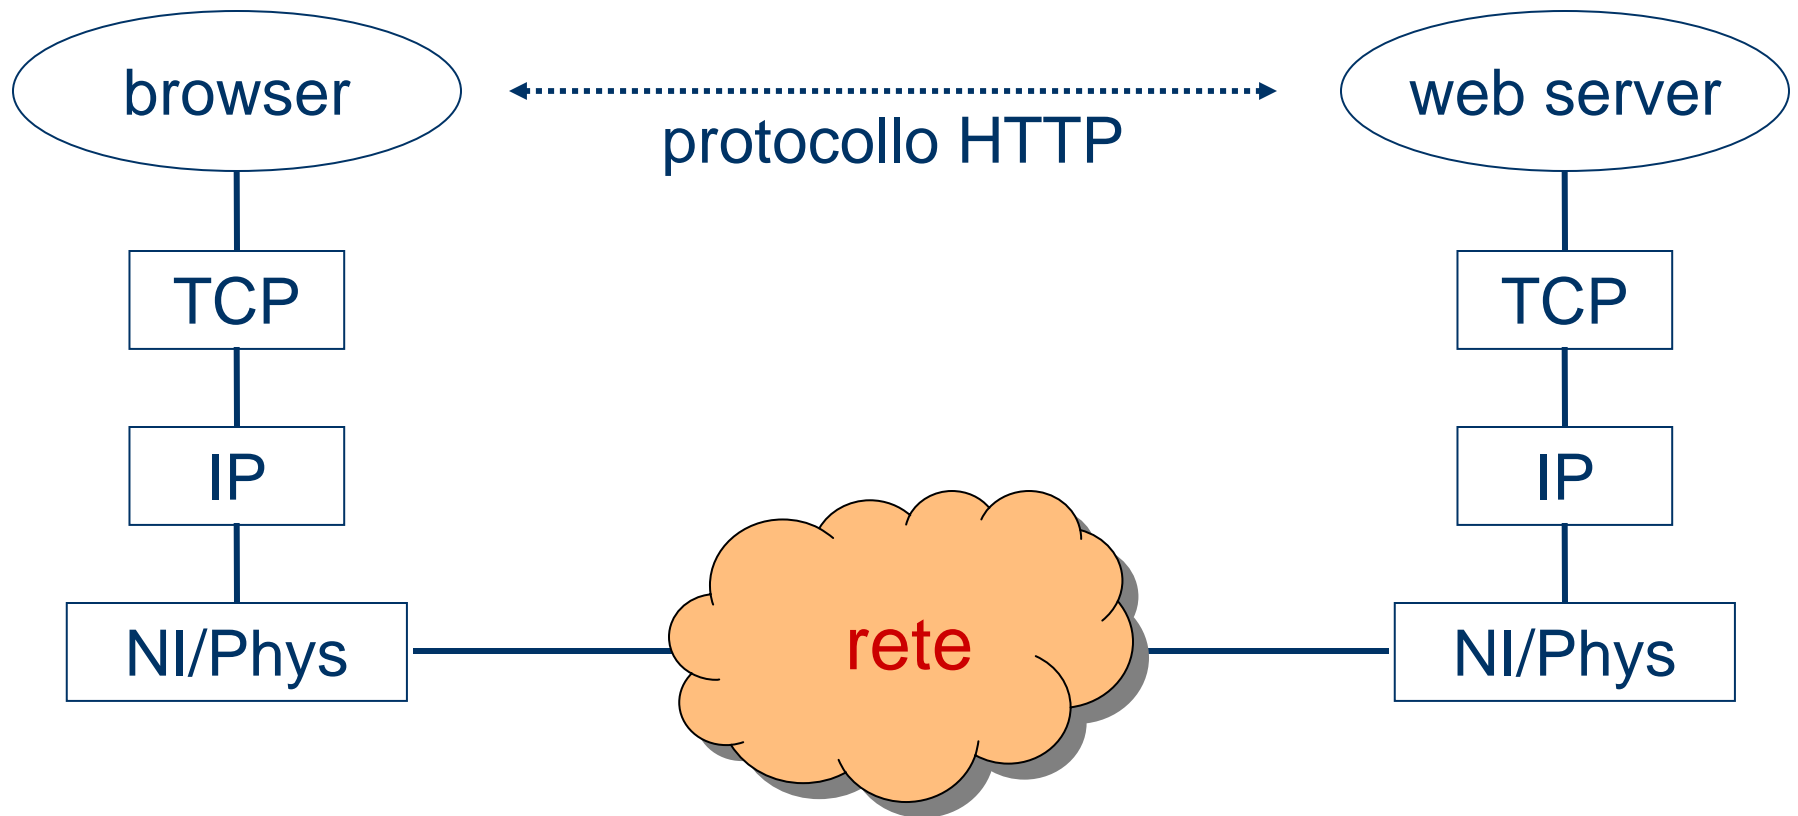 browser
web server
protocollo HTTP
TCP
TCP
IP
IP
rete
NI/Phys
NI/Phys